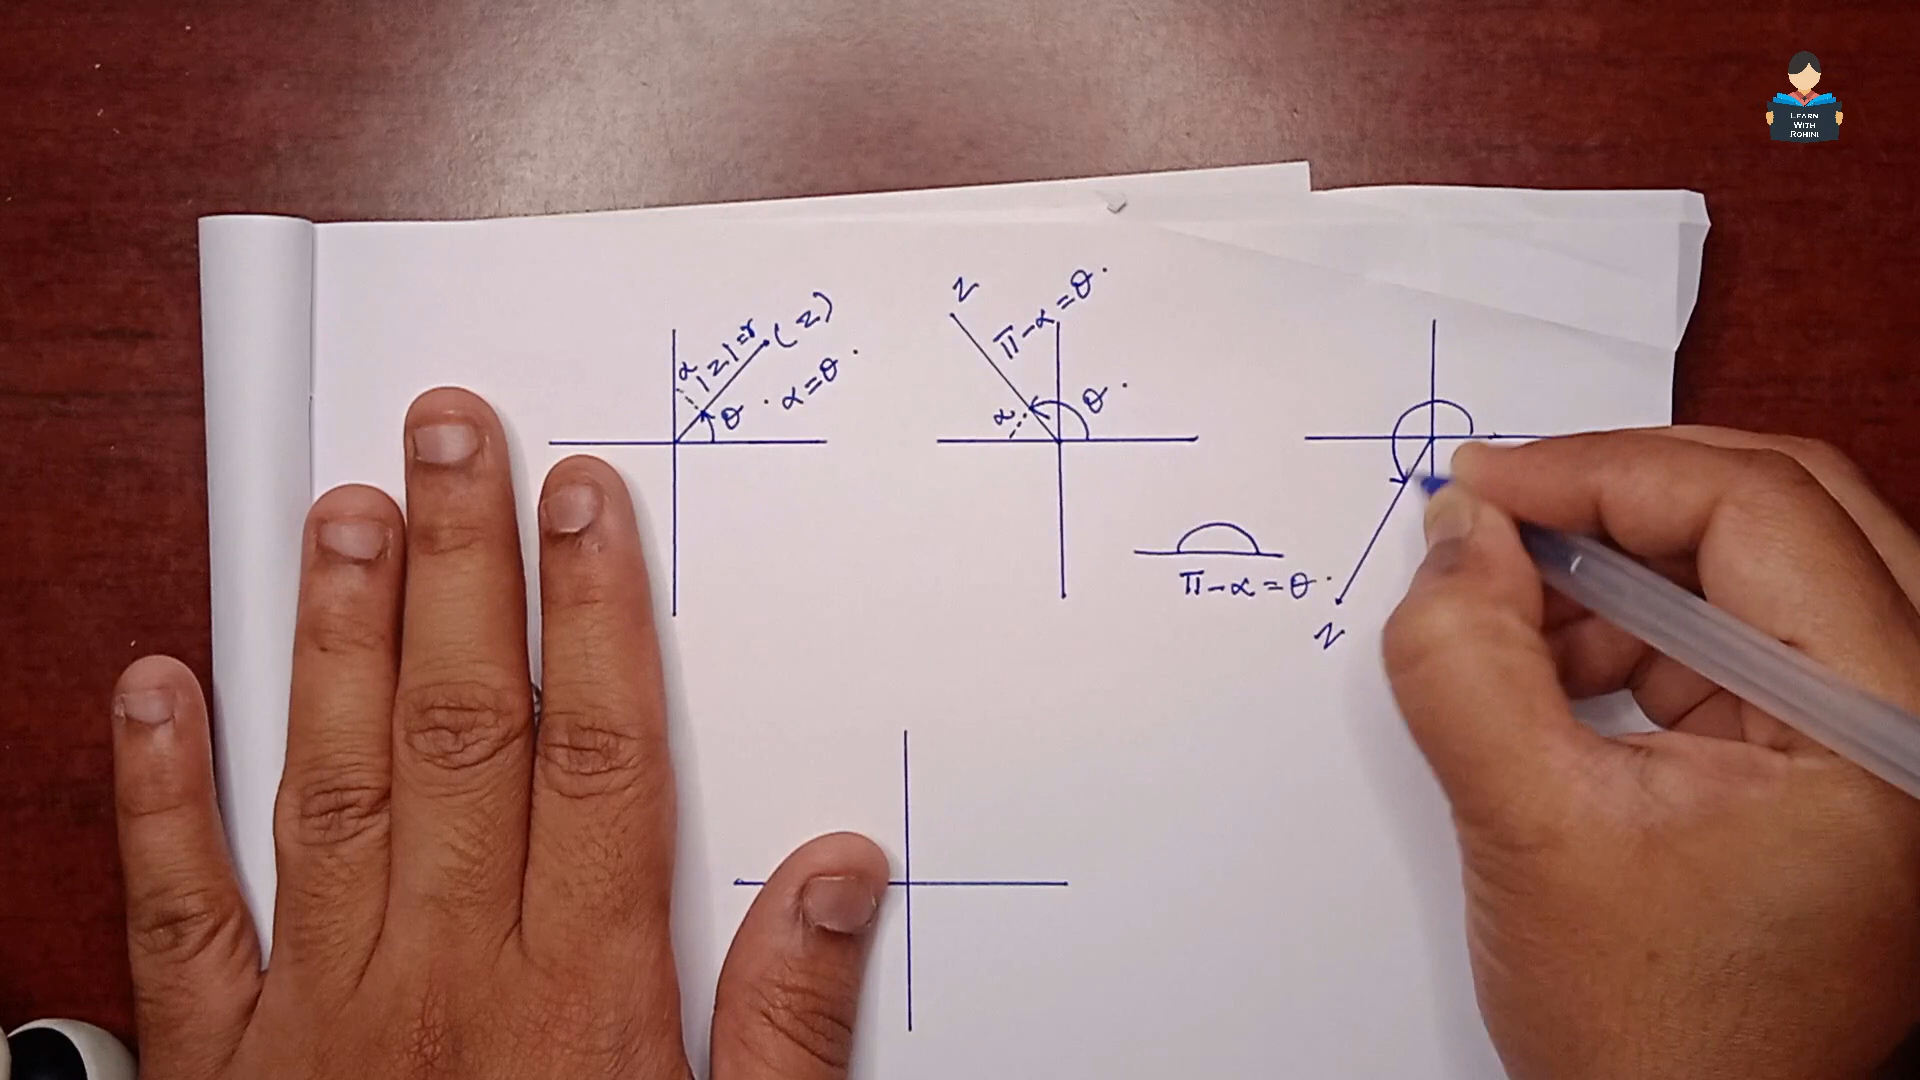 LEARN
WITH
ROHINI
α
|z|=r
(z)
θ . α=θ .
z
π-α=θ .
α
θ .
π-α=θ .
z